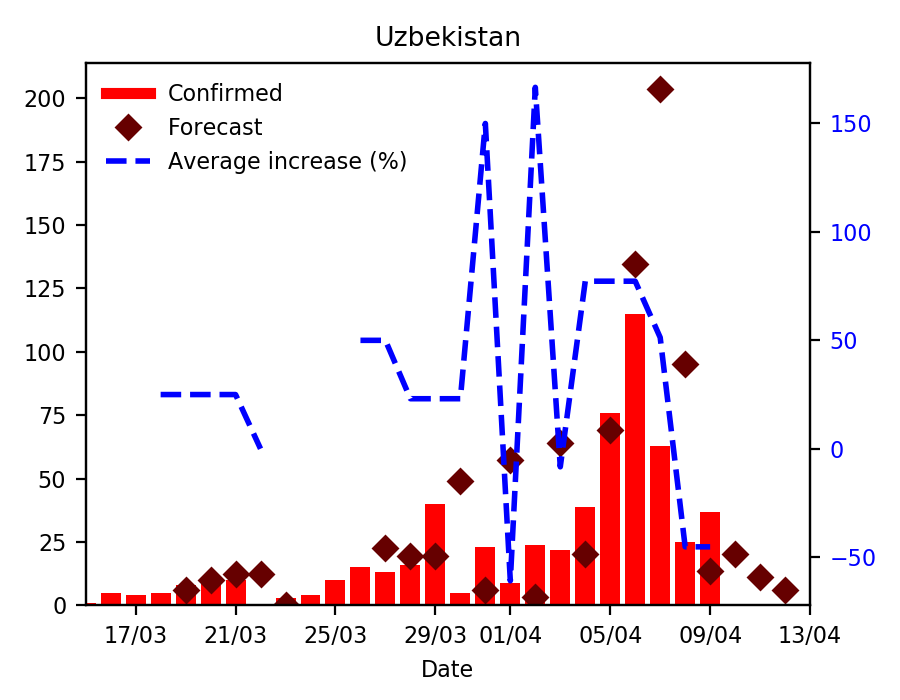 Uzbekistan
Confirmed
Forecast
Average increase (%)
200
175
150
125
100
75
50
25
0
150
100
50
0
−50
17/03 21/03 25/03 29/03 01/04 05/04 09/04 13/04
Date